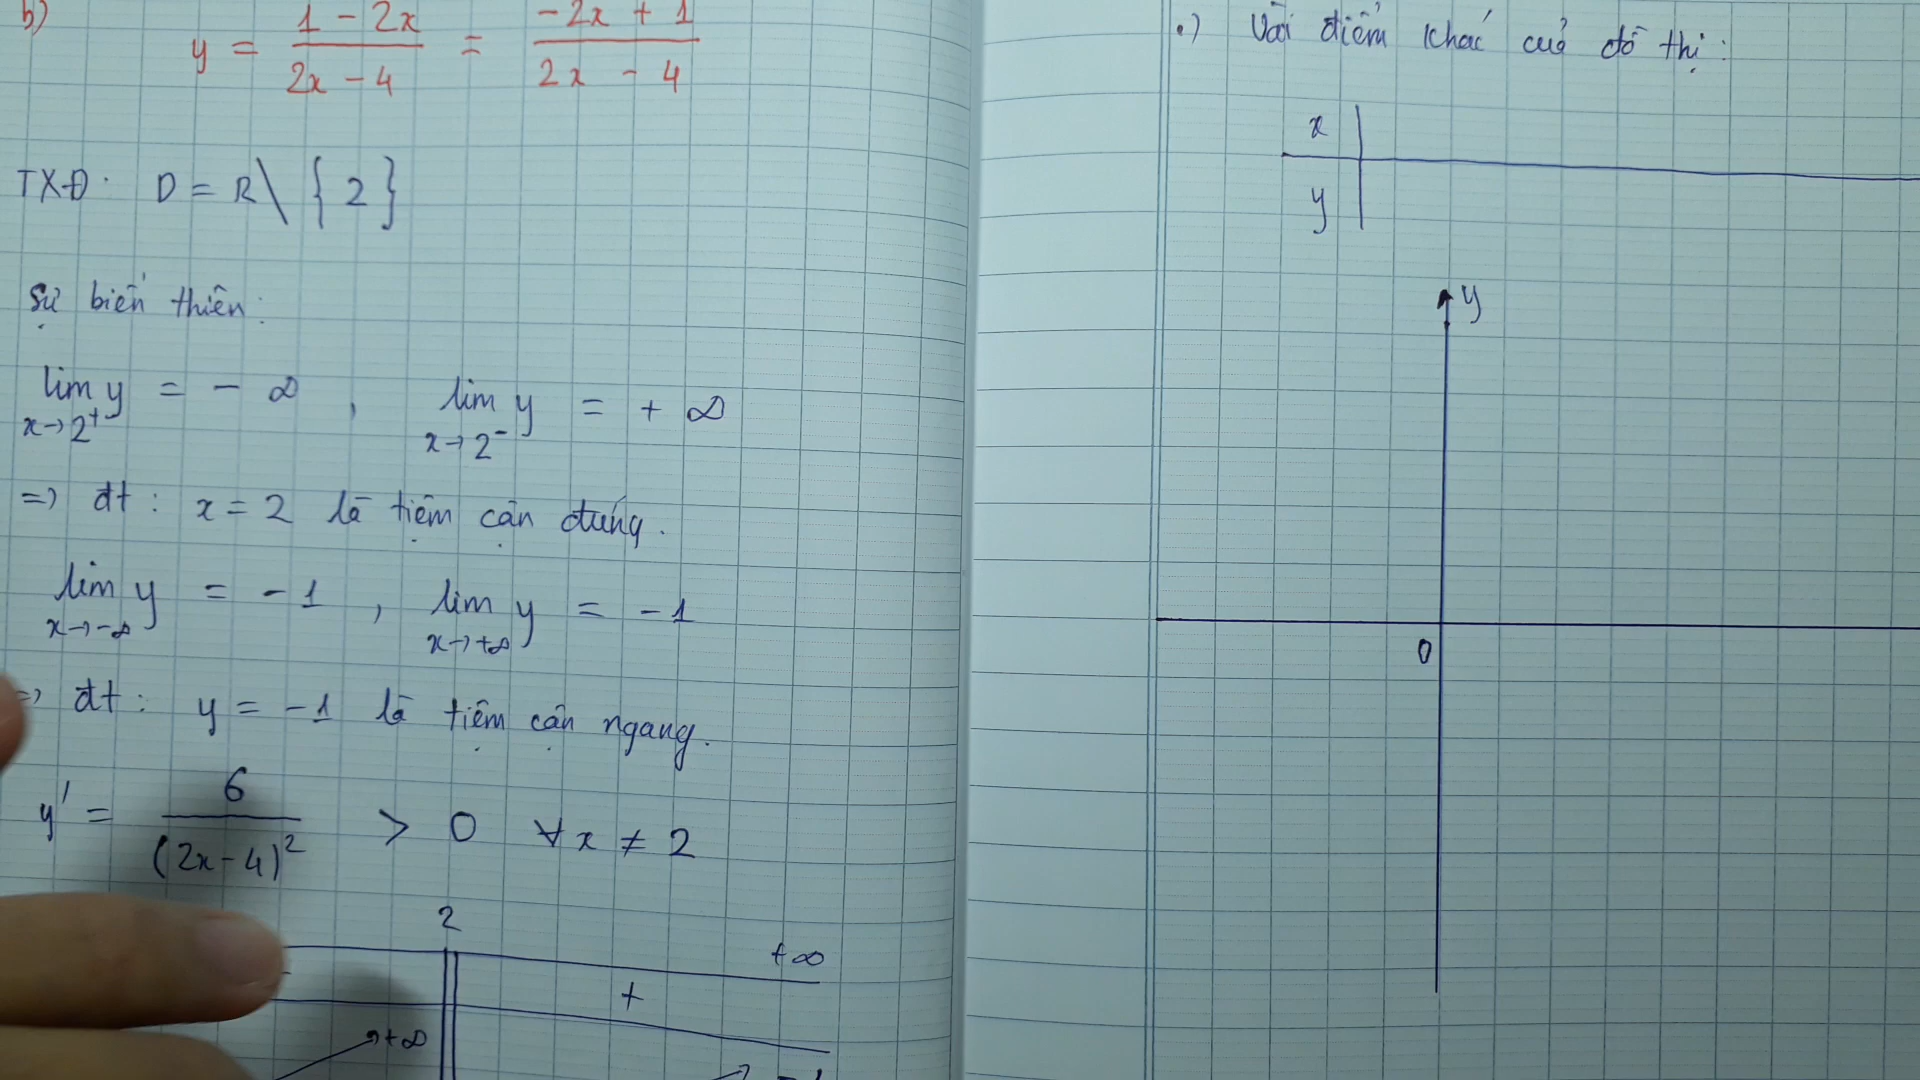 b)
y = (1 - 2x)/(2x - 4) = (-2x + 1)/(2x - 4)
TXĐ: D = R \ { 2 }
Sự biến thiên:
lim y = - ∞ , lim y = + ∞
x→2⁺ x→2⁻
=> đt : x = 2 là tiệm cận đứng.
lim y = -1 , lim y = -1
x→-∞ x→+∞
=> đt : y = -1 là tiệm cận ngang.
y' = 6/(2x-4)² > 0 ∀x ≠ 2
2 +∞
+
+∞
-1
•) Vài điểm khác củả đồ thị :
x
y
y
0